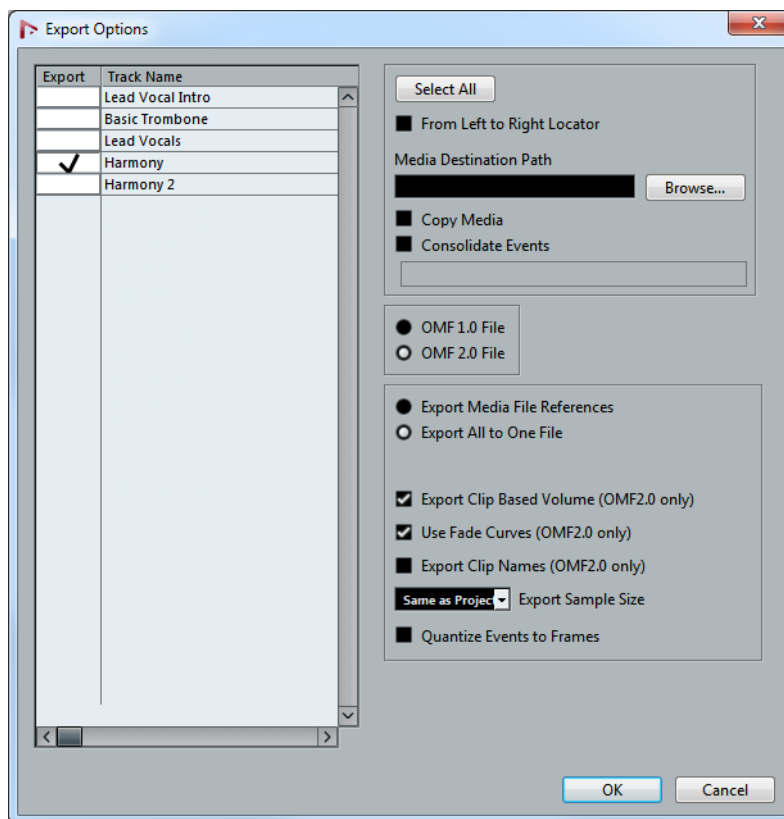 Export Options
Export Track Name
Lead Vocal Intro
Basic Trombone
Lead Vocals
Harmony
Harmony 2
Select All
From Left to Right Locator
Media Destination Path
Browse...
Copy Media
Consolidate Events
OMF 1.0 File
OMF 2.0 File
Export Media File References
Export All to One File
Export Clip Based Volume (OMF2.0 only)
Use Fade Curves (OMF2.0 only)
Export Clip Names (OMF2.0 only)
Same as Project Export Sample Size
Quantize Events to Frames
OK Cancel